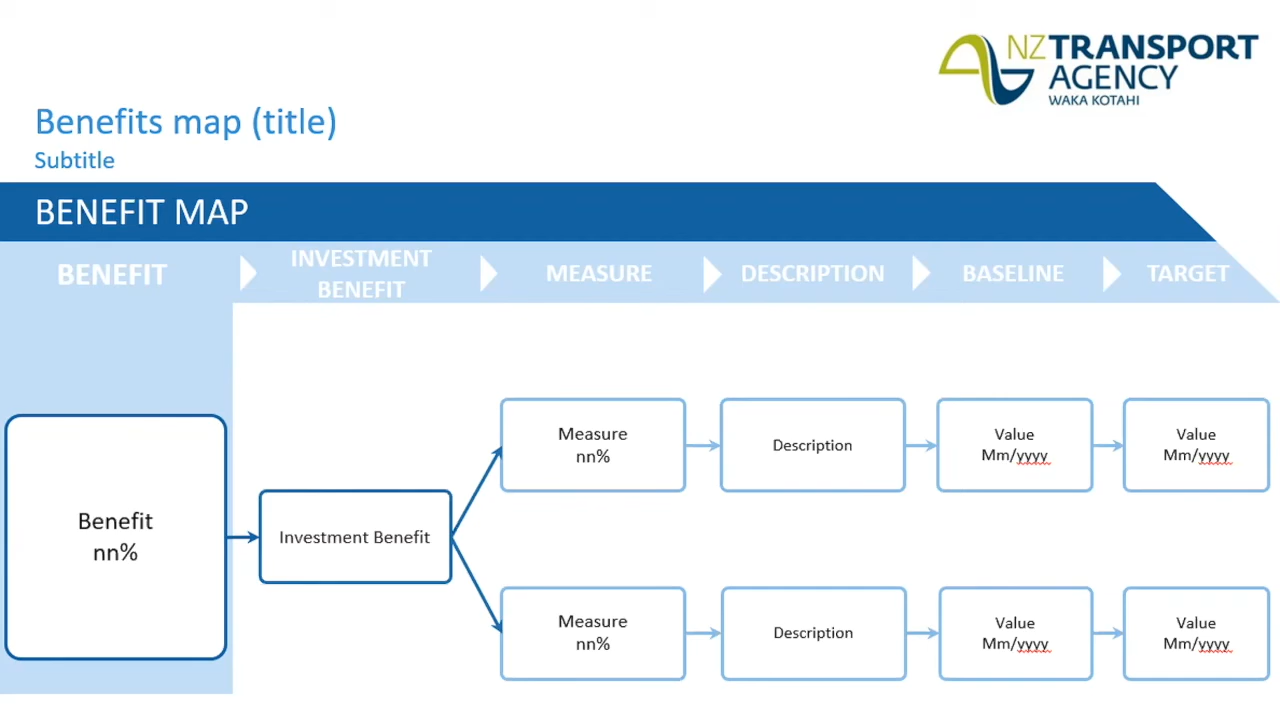 NZTRANSPORT
AGENCY
WAKA KOTAHI
Benefits map (title)
Subtitle
BENEFIT MAP
BENEFIT
INVESTMENT
BENEFIT
MEASURE
DESCRIPTION
BASELINE
TARGET
Benefit
nn%
Investment Benefit
Measure
nn%
Description
Value
Mm/yyyy
Value
Mm/yyyy
Measure
nn%
Description
Value
Mm/yyyy
Value
Mm/yyyy